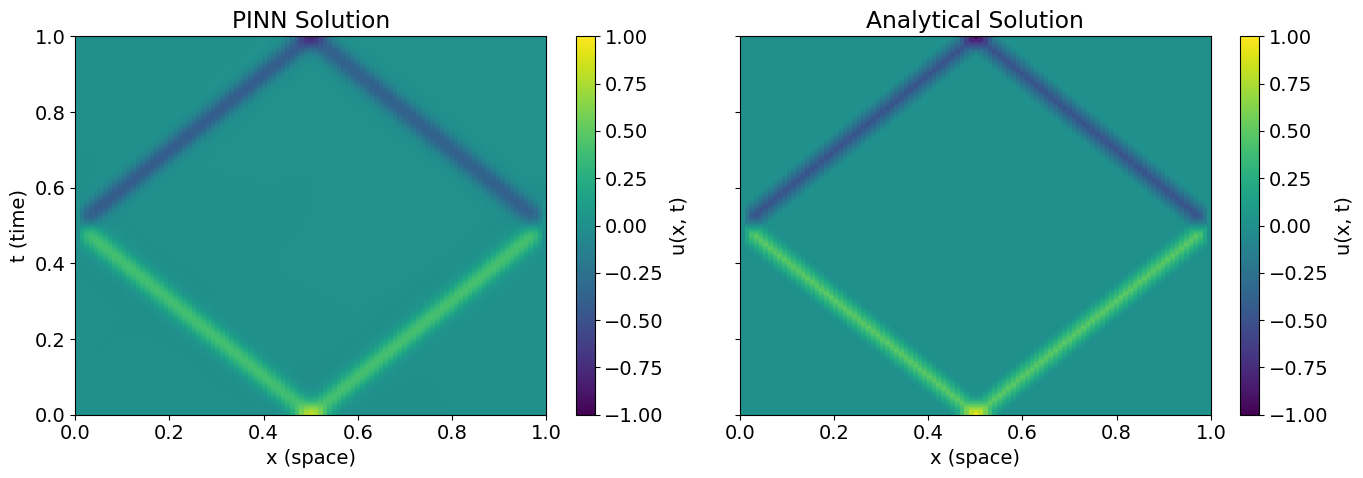 PINN Solution
1.0
0.8
0.6
0.4
0.2
0.0
t (time)
0.0 0.2 0.4 0.6 0.8 1.0
x (space)
1.00
0.75
0.50
0.25
0.00
−0.25
−0.50
−0.75
−1.00
u(x, t)
Analytical Solution
0.0 0.2 0.4 0.6 0.8 1.0
x (space)
1.00
0.75
0.50
0.25
0.00
−0.25
−0.50
−0.75
−1.00
u(x, t)